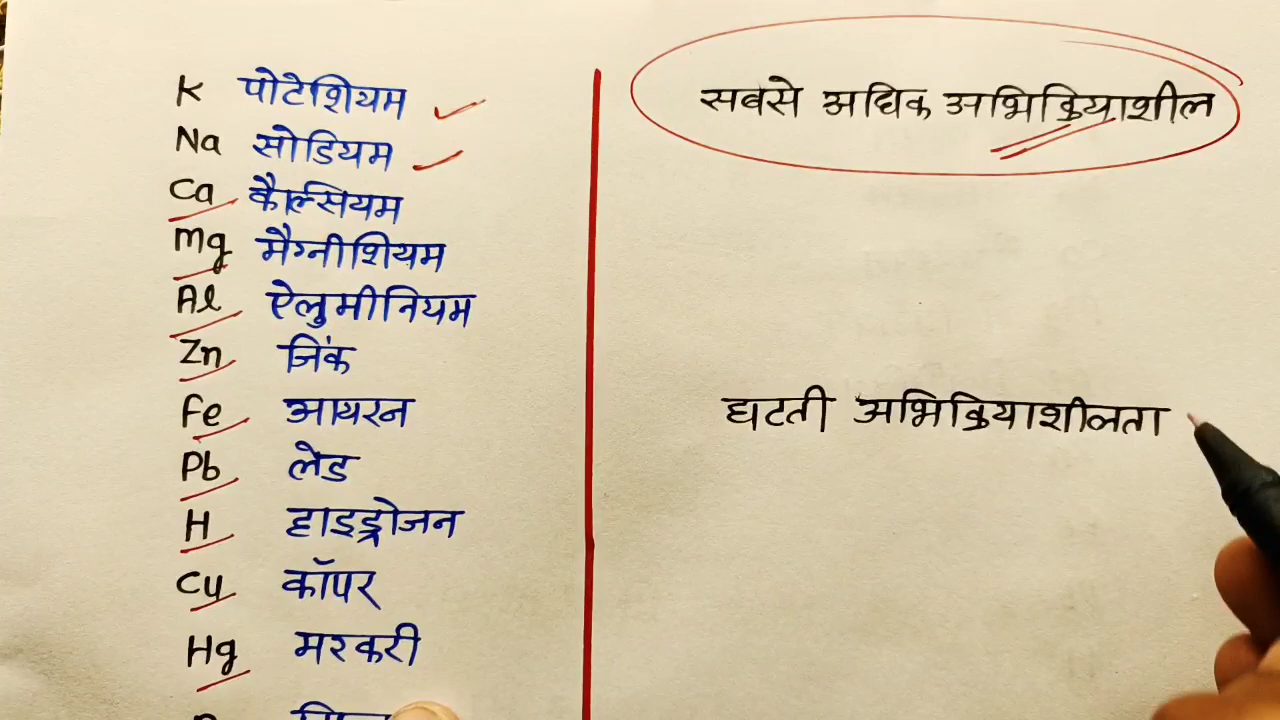 K पोटेशियम
Na सोडियम
Ca कैल्सियम
Mg मैग्नीशियम
Al ऐलुमीनियम
Zn जिंक
Fe आयरन
Pb लेड
H हाइड्रोजन
Cu कॉपर
Hg मरकरी
सबसे अधिक अभिक्रियाशील
घटती अभिक्रियाशीलता